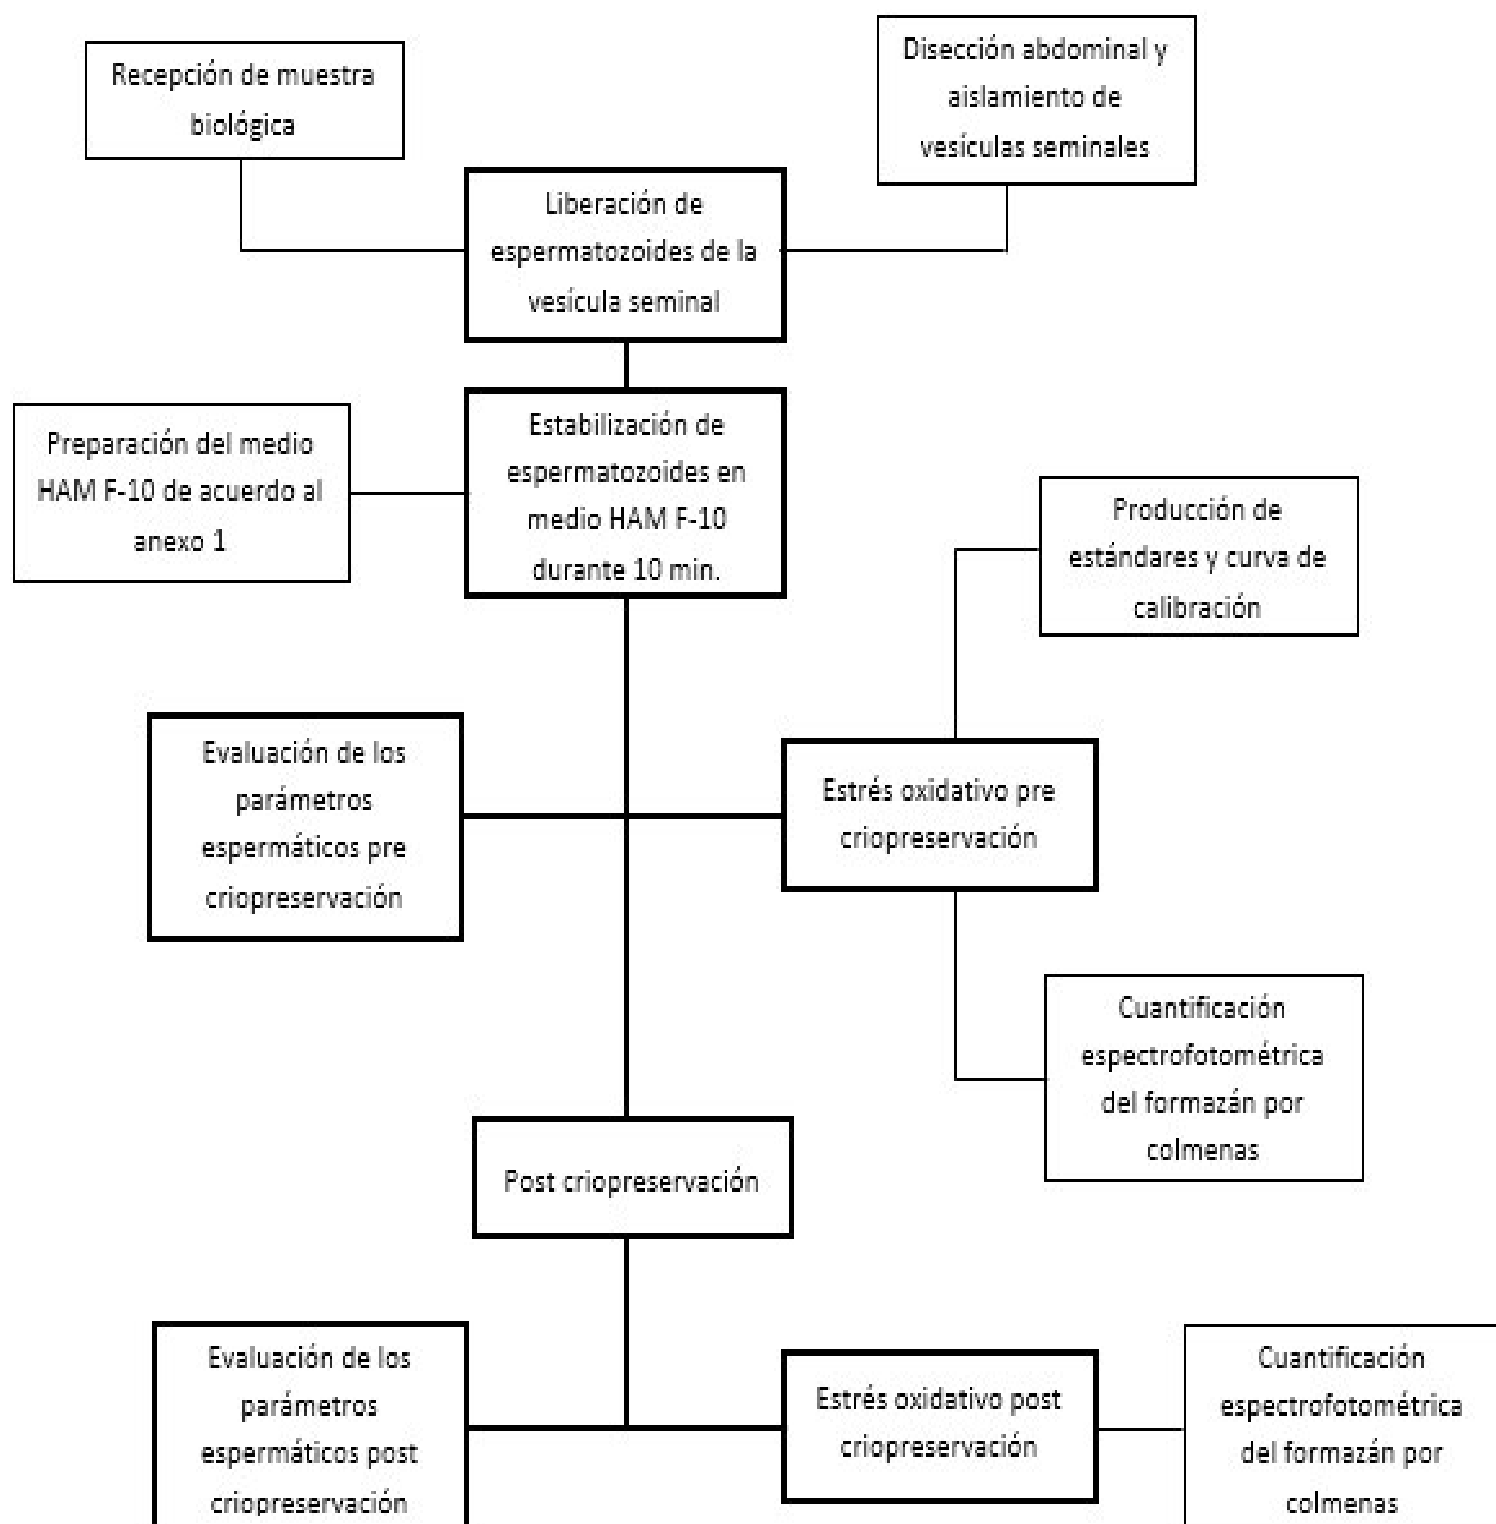 Recepción de muestra
biológica
Disección abdominal y
aislamiento de
vesículas seminales
Liberación de
espermatozoides de la
vesícula seminal
Preparación del medio
HAM F-10 de acuerdo al
anexo 1
Estabilización de
espermatozoides en
medio HAM F-10
durante 10 min.
Producción de
estándares y curva de
calibración
Evaluación de los
parámetros
espermáticos pre
criopreservación
Estrés oxidativo pre
criopreservación
Cuantificación
espectrofotométrica
del formazán por
colmenas
Post criopreservación
Evaluación de los
parámetros
espermáticos post
criopreservación
Estrés oxidativo post
criopreservación
Cuantificación
espectrofotométrica
del formazán por
colmenas